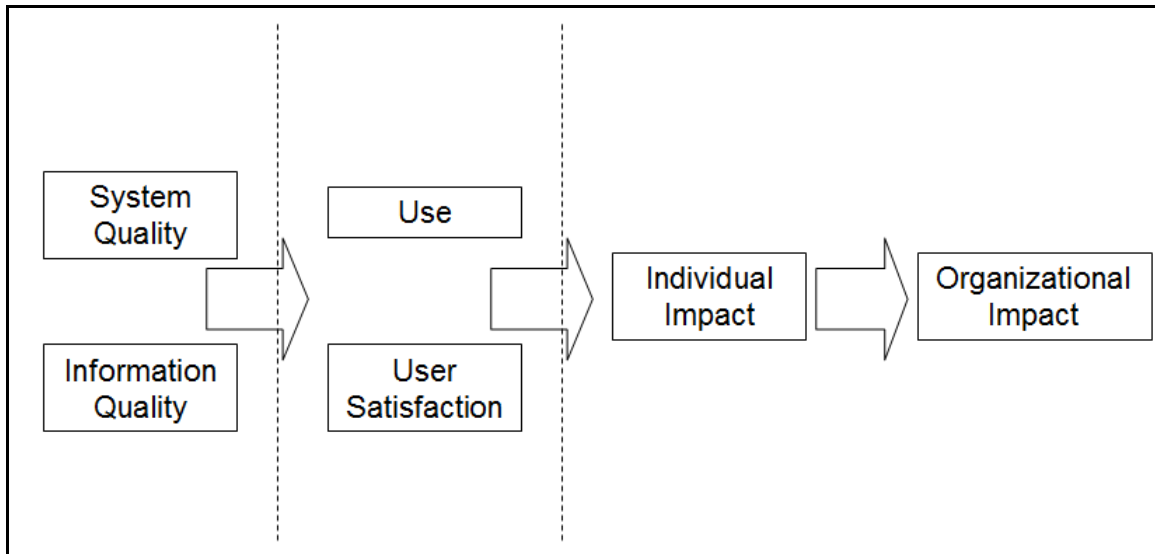 System
Quality
Information
Quality
Use
User
Satisfaction
Individual
Impact
Organizational
Impact